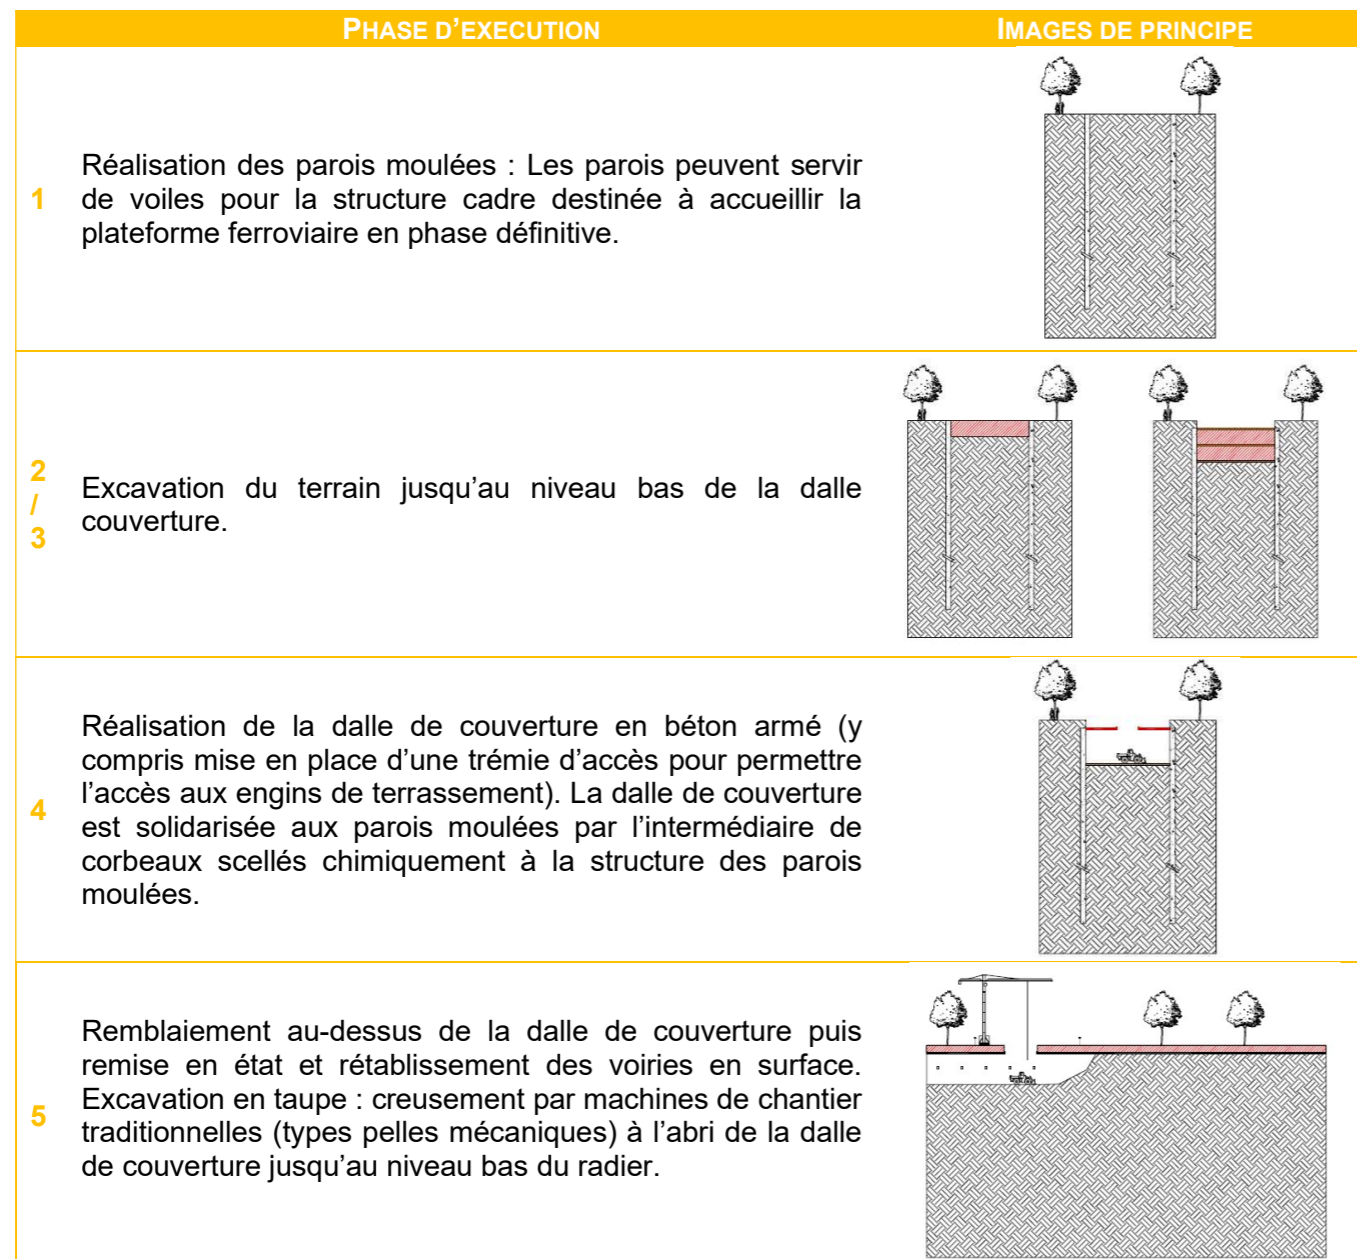 PHASE D’EXECUTION
IMAGES DE PRINCIPE
1
Réalisation des parois moulées : Les parois peuvent servir
de voiles pour la structure cadre destinée à accueillir la
plateforme ferroviaire en phase définitive.
2
/
3
Excavation du terrain jusqu’au niveau bas de la dalle
couverture.
4
Réalisation de la dalle de couverture en béton armé (y
compris mise en place d’une trémie d’accès pour permettre
l’accès aux engins de terrassement). La dalle de couverture
est solidarisée aux parois moulées par l’intermédiaire de
corbeaux scellés chimiquement à la structure des parois
moulées.
5
Remblaiement au-dessus de la dalle de couverture puis
remise en état et rétablissement des voiries en surface.
Excavation en taupe : creusement par machines de chantier
traditionnelles (types pelles mécaniques) à l’abri de la dalle
de couverture jusqu’au niveau bas du radier.